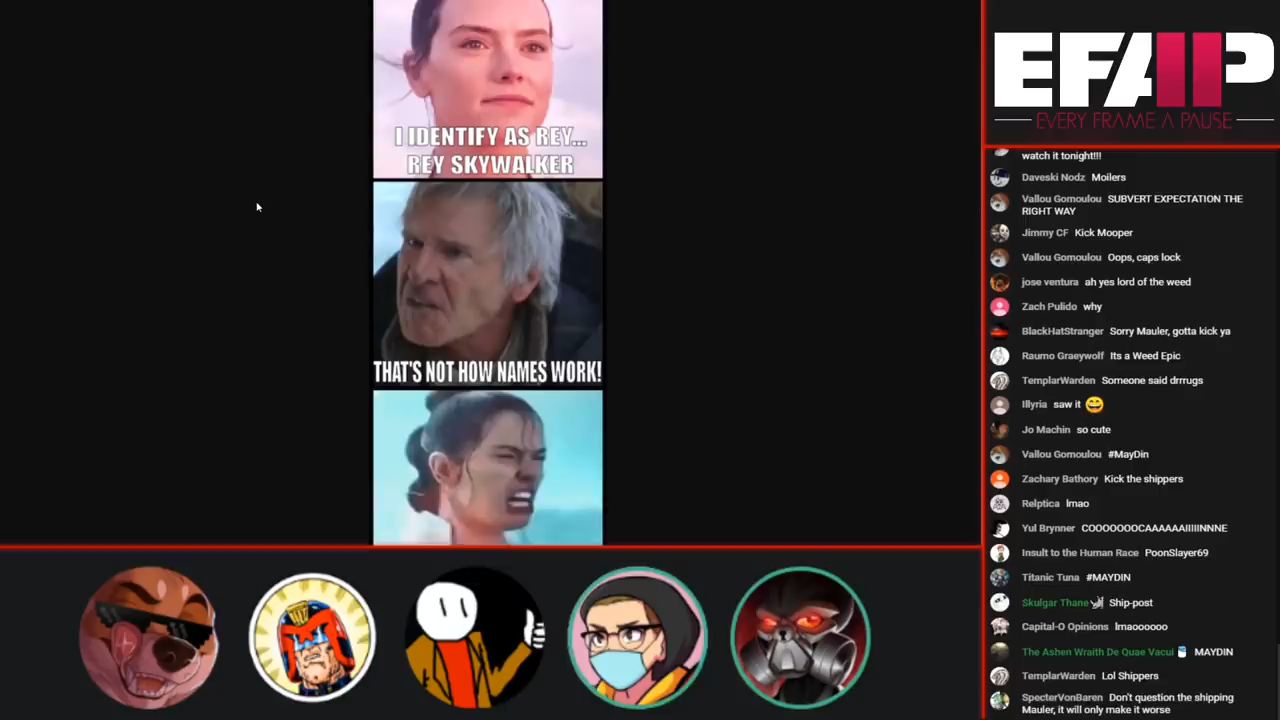 I IDENTIFY AS REY...
REY SKYWALKER
THAT'S NOT HOW NAMES WORK!
EFAP
EVERY FRAME A PAUSE
watch it tonight!!!
Daveski Nodz Moilers
Vallou Gomoulou SUBVERT EXPECTATION THE
RIGHT WAY
Jimmy CF Kick Mooper
Vallou Gomoulou Oops, caps lock
jose ventura ah yes lord of the weed
Zach Pulido why
BlackHatStranger Sorry Mauler, gotta kick ya
Raumo Graeywolf Its a Weed Epic
TemplarWarden Someone said drrrugs
Illyria saw it 😄
Jo Machin so cute
Vallou Gomoulou #MayDin
Zachary Bathory Kick the shippers
Relptica lmao
Yul Brynner COOOOOOOCAAAAAAIIIIINNNE
Insult to the Human Race PoonSlayer69
Titanic Tuna #MAYDIN
Skulgar Thane Ship-post
Capital-O Opinions lmaooooooo
The Ashen Wraith De Quae Vacui MAYDIN
TemplarWarden Lol Shippers
SpecterVonBaren Don't question the shipping
Mauler, it will only make it worse